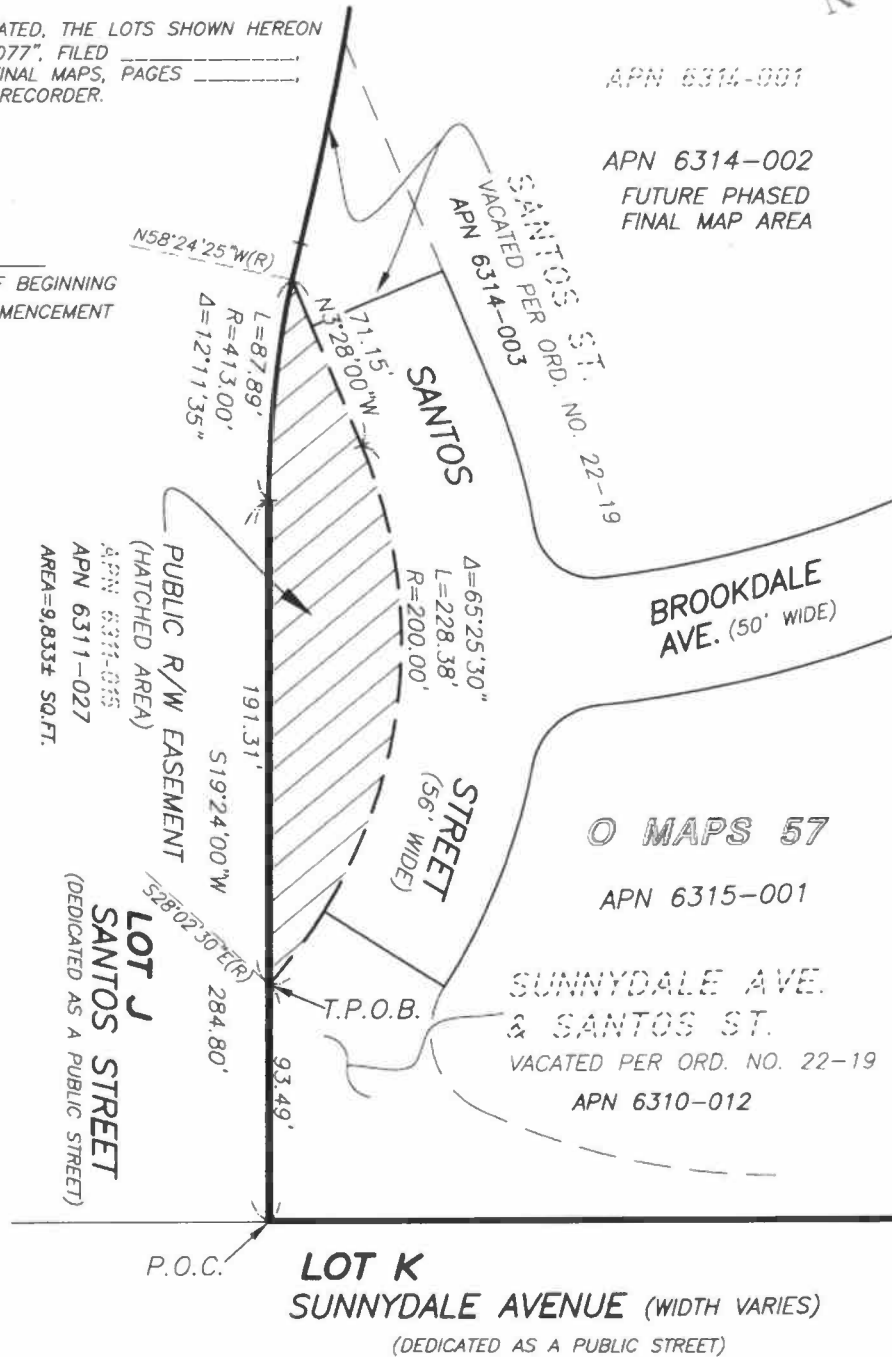 ATED, THE LOTS SHOWN HEREON
077", FILED ____________,
FINAL MAPS, PAGES ________,
RECORDER.
BEGINNING
MENCEMENT
N58°24'25"W(R)
APN 6314-001
APN 6314-002
FUTURE PHASED
FINAL MAP AREA
SANTOS ST.
VACATED PER ORD. NO. 22-19
APN 6314-003
71.15'
N3°28'00"W
L=87.89'
R=413.00'
Δ=12°11'35"
SANTOS
STREET
(56' WIDE)
Δ=65°25'30"
L=228.38'
R=200.00'
BROOKDALE
AVE. (50' WIDE)
PUBLIC R/W EASEMENT
(HATCHED AREA)
APN 6311-015
APN 6311-027
AREA=9,833± SQ.FT.
191.31'
S19°24'00"W
284.80'
S28°02'30"E(R)
LOT J
SANTOS STREET
(DEDICATED AS A PUBLIC STREET)
O MAPS 57
APN 6315-001
T.P.O.B.
93.49'
SUNNYDALE AVE.
& SANTOS ST.
VACATED PER ORD. NO. 22-19
APN 6310-012
P.O.C.
LOT K
SUNNYDALE AVENUE (WIDTH VARIES)
(DEDICATED AS A PUBLIC STREET)